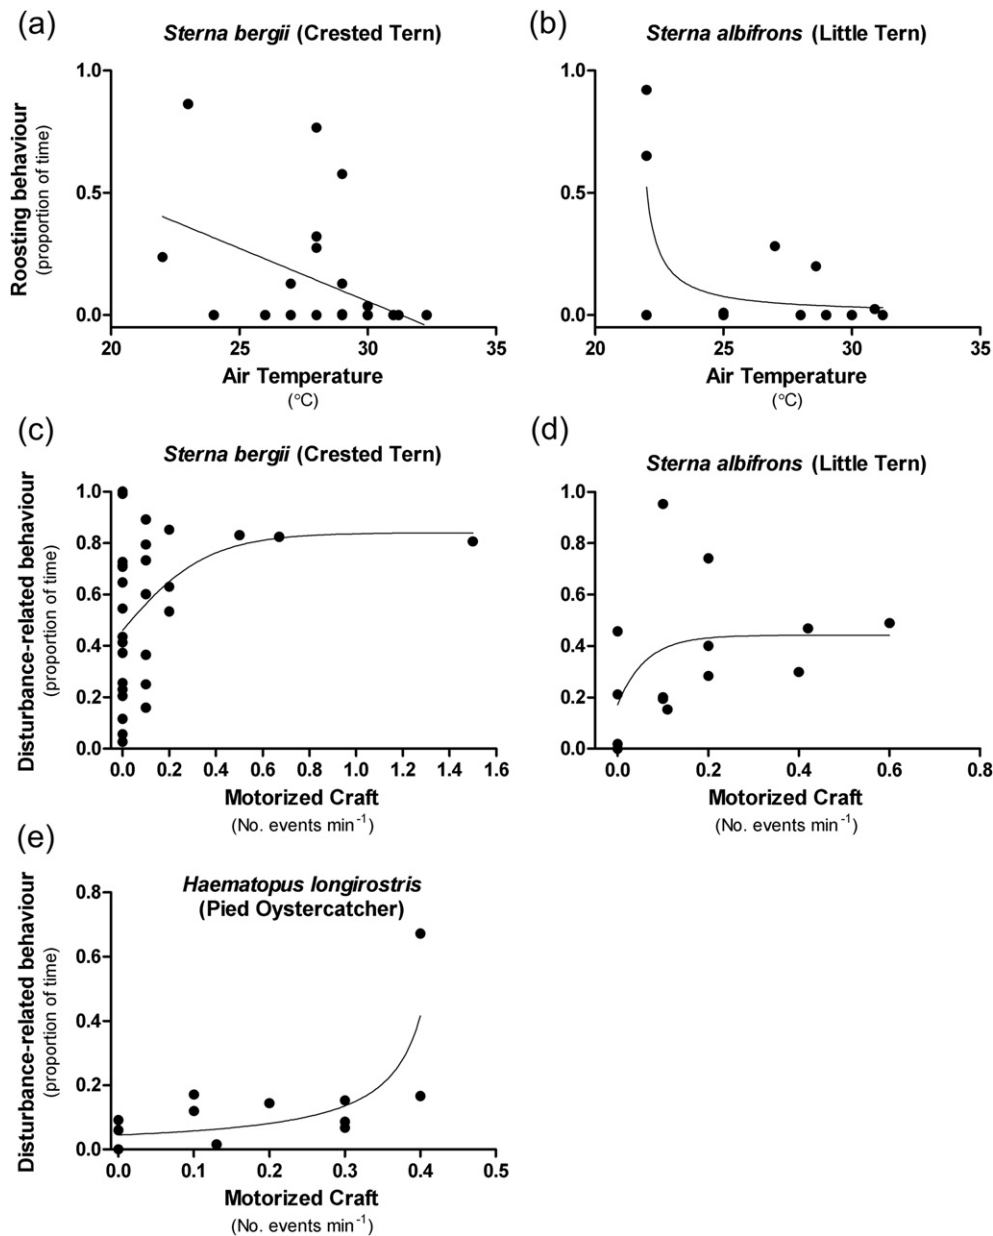 (a)
Sterna bergii (Crested Tern)
1.0
0.5
0.0
20 25 30 35
Roosting behaviour
(proportion of time)
Air Temperature
(°C)
(b)
Sterna albifrons (Little Tern)
1.0
0.5
0.0
20 25 30 35
Air Temperature
(°C)
(c)
Sterna bergii (Crested Tern)
1.0
0.8
0.6
0.4
0.2
0.0
0.0 0.2 0.4 0.6 0.8 1.0 1.2 1.4 1.6
Disturbance-related behaviour
(proportion of time)
Motorized Craft
(No. events min⁻¹)
(d)
Sterna albifrons (Little Tern)
1.0
0.8
0.6
0.4
0.2
0.0
0.0 0.2 0.4 0.6 0.8
Motorized Craft
(No. events min⁻¹)
(e)
Haematopus longirostris
(Pied Oystercatcher)
0.8
0.6
0.4
0.2
0.0
0.0 0.1 0.2 0.3 0.4 0.5
Disturbance-related behaviour
(proportion of time)
Motorized Craft
(No. events min⁻¹)